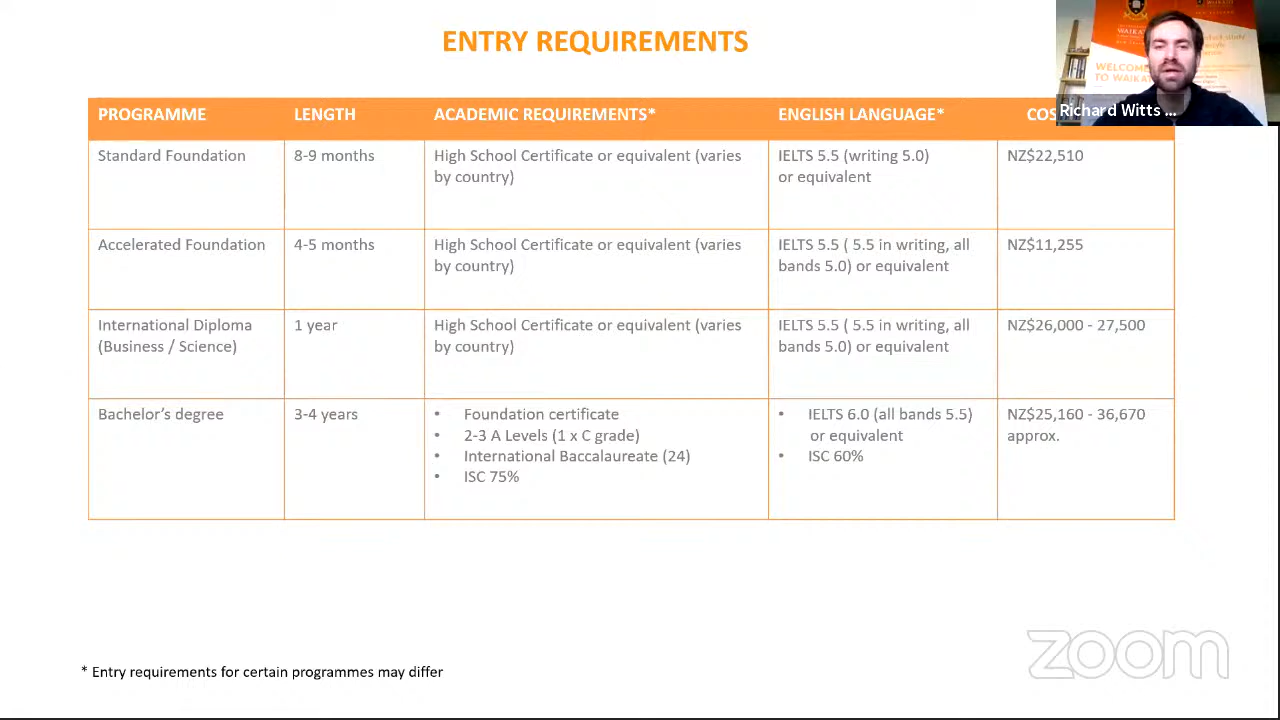 ENTRY REQUIREMENTS
WAIKATO
WELCOME
TO WAIKATO
Richard Witts ...
PROGRAMME LENGTH ACADEMIC REQUIREMENTS* ENGLISH LANGUAGE*
Standard Foundation 8-9 months High School Certificate or equivalent (varies IELTS 5.5 (writing 5.0) NZ$22,510
by country) or equivalent
Accelerated Foundation 4-5 months High School Certificate or equivalent (varies IELTS 5.5 ( 5.5 in writing, all NZ$11,255
by country) bands 5.0) or equivalent
International Diploma 1 year High School Certificate or equivalent (varies IELTS 5.5 ( 5.5 in writing, all NZ$26,000 - 27,500
(Business / Science) by country) bands 5.0) or equivalent
Bachelor’s degree 3-4 years • Foundation certificate • IELTS 6.0 (all bands 5.5) NZ$25,160 - 36,670
• 2-3 A Levels (1 x C grade) or equivalent approx.
• International Baccalaureate (24) • ISC 60%
• ISC 75%
* Entry requirements for certain programmes may differ
zoom